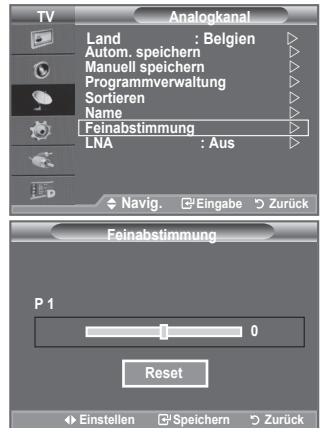 TV Analogkanal
Land : Belgien
Autom. speichern
Manuell speichern
Programmverwaltung
Sortieren
Name
Feinabstimmung
LNA : Aus
Navig. Eingabe Zurück
Feinabstimmung
P 1
0
Reset
Einstellen Speichern Zurück